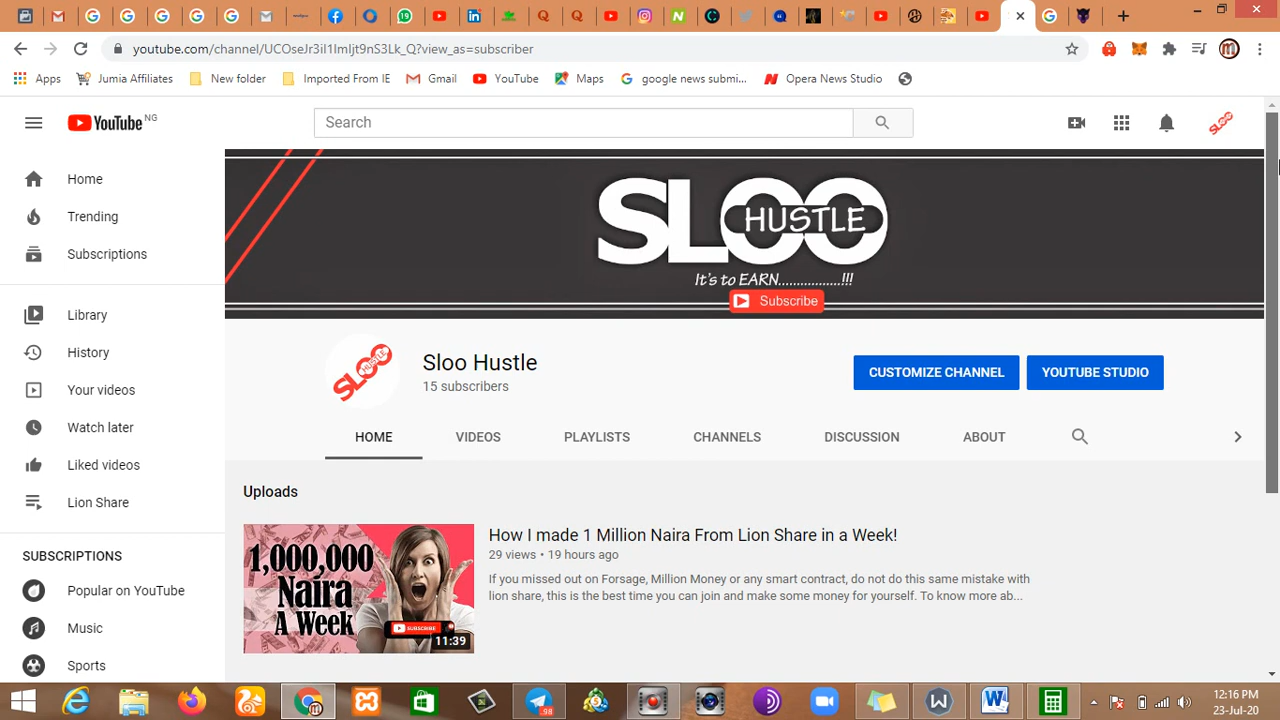 youtube.com/channel/UCOseJr3iI1lmIjt9nS3Lk_Q?view_as=subscriber
Apps
Jumia Affiliates
New folder
Imported From IE
Gmail
YouTube
Maps
google news submi...
Opera News Studio
YouTube NG
Search
SLOO
Home
Trending
Subscriptions
Library
History
Your videos
Watch later
Liked videos
Lion Share
SUBSCRIPTIONS
Popular on YouTube
Music
Sports
SLOO HUSTLE
It's to EARN.................!!!
Subscribe
SLOO HUSTLE
Sloo Hustle
15 subscribers
CUSTOMIZE CHANNEL
YOUTUBE STUDIO
HOME
VIDEOS
PLAYLISTS
CHANNELS
DISCUSSION
ABOUT
Uploads
1,000,000
Naira
A Week
SUBSCRIBE
11:39
How I made 1 Million Naira From Lion Share in a Week!
29 views • 19 hours ago
If you missed out on Forsage, Million Money or any smart contract, do not do this same mistake with
lion share, this is the best time you can join and make some money for yourself. To know more ab...
98
12:16 PM
23-Jul-20